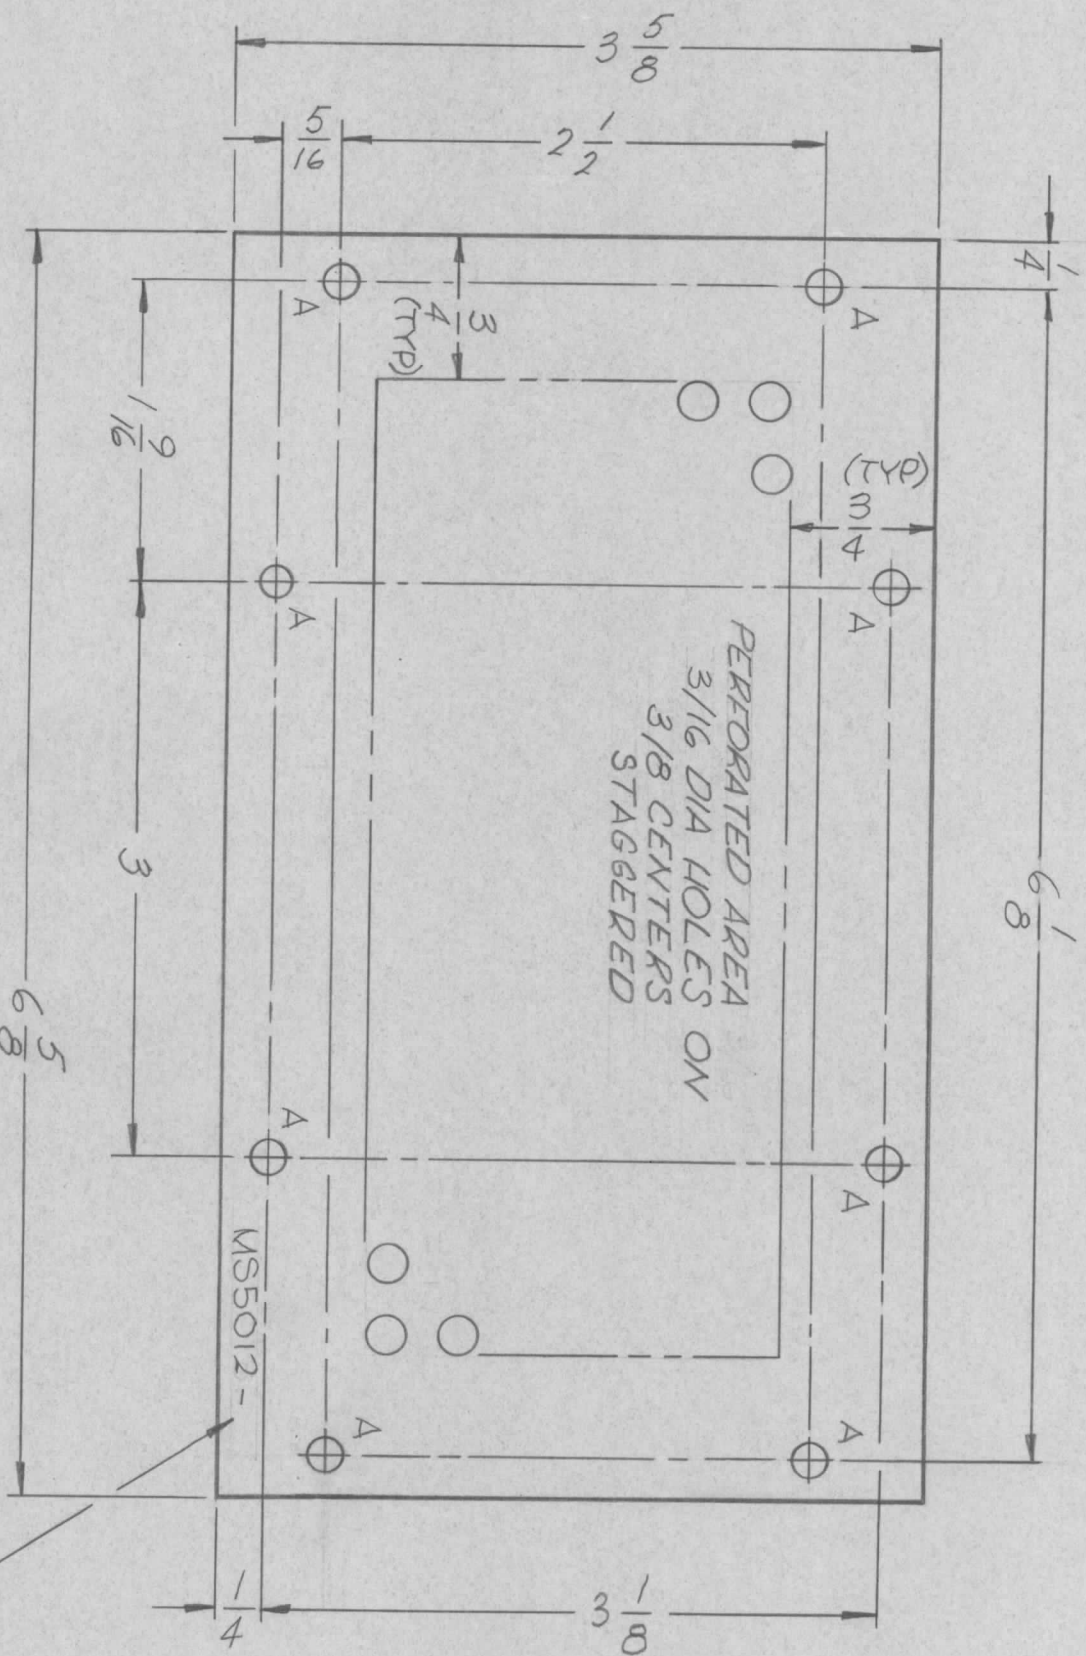 3 5/8
5/16
2 1/2
1/4
6 1/8
3/4
(TYP)
(TYP)
3/4
1 9/16
3
6 5/8
A
A
A
A
A
A
A
A
PERFORATED AREA
3/16 DIA HOLES ON
3/8 CENTERS
STAGGERED
MS5012-
1/4
3 1/8